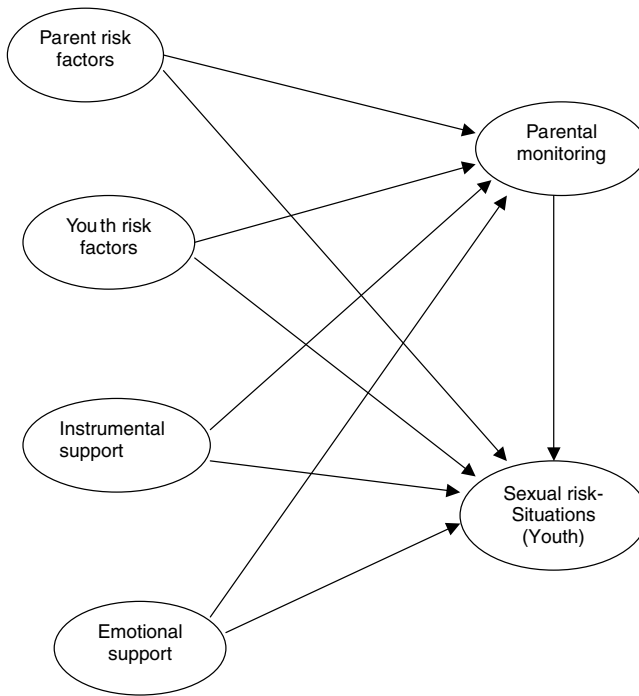 Parent risk
factors
Parental
monitoring
Youth risk
factors
Instrumental
support
Sexual risk-
Situations
(Youth)
Emotional
support